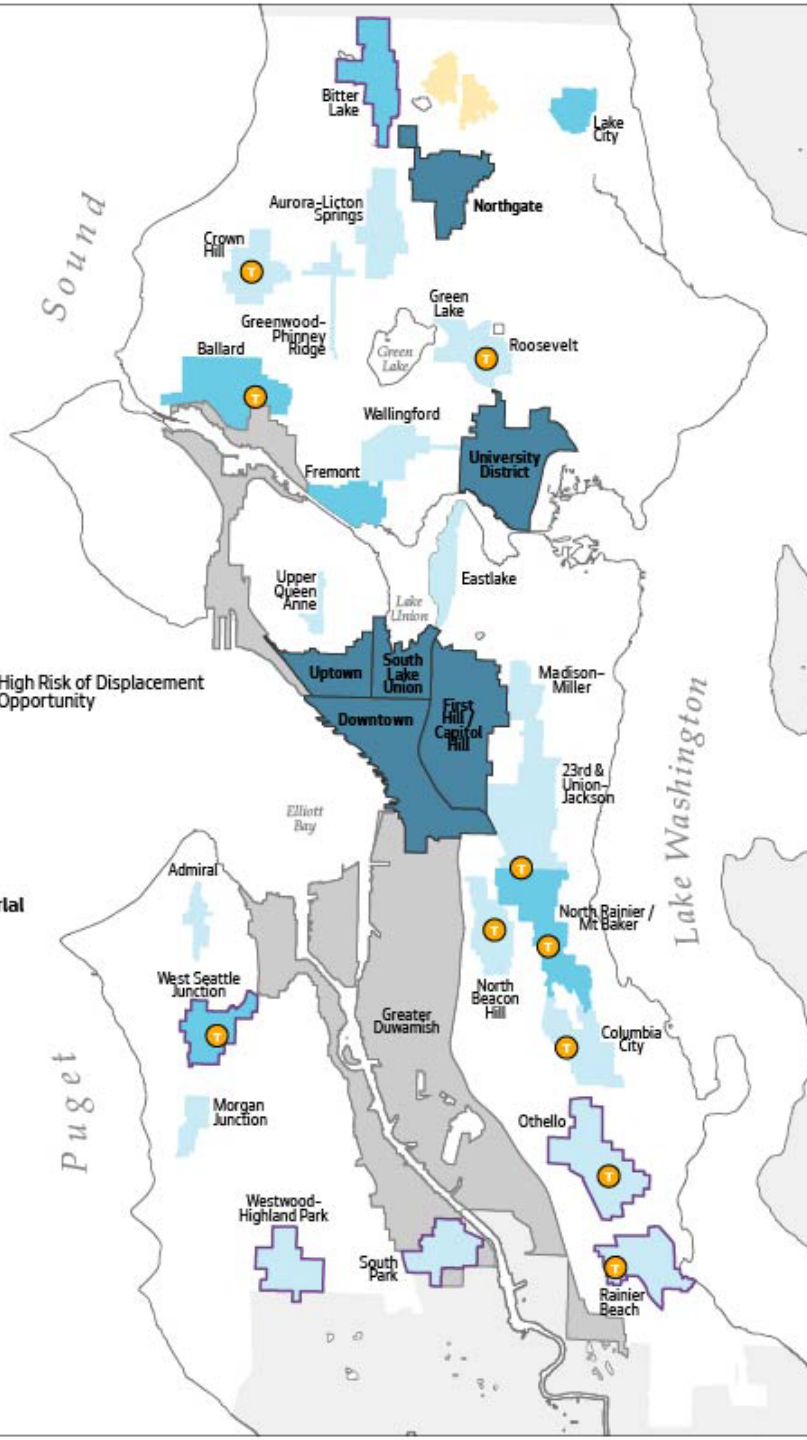 Bitter
Lake
Lake
City
Northgate
Aurora-Licton
Springs
Crown
Hill
T
Sound
Greenwood-
Phinney
Ridge
Green
Lake
Green
Lake
Roosevelt
T
Ballard
T
Wallingford
University
District
Fremont
Upper
Queen
Anne
Eastlake
Lake
Union
Uptown
South
Lake
Union
Madison-
Miller
High Risk of Displacement
Opportunity
Downtown
First
Hill /
Capitol
Hill
23rd &
Union-
Jackson
Lake Washington
Elliott
Bay
Admiral
T
rial
North Rainier /
Mt Baker
T
T
West Seattle
Junction
T
North
Beacon
Hill
Greater
Duwamish
Columbia
City
T
Puget
Morgan
Junction
Othello
T
Westwood-
Highland Park
South
Park
T
Rainier
Beach